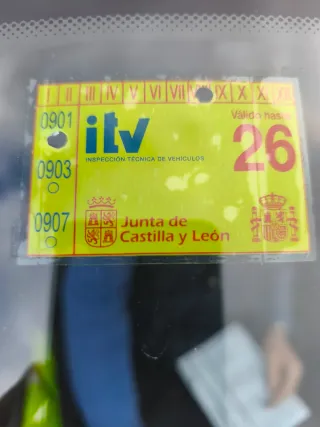 I II III IV V VI VII VIII IX X XI XII
0901
itv
Válido hasta
26
INSPECCIÓN TÉCNICA DE VEHÍCULOS
0903
0907
Junta de
Castilla y León